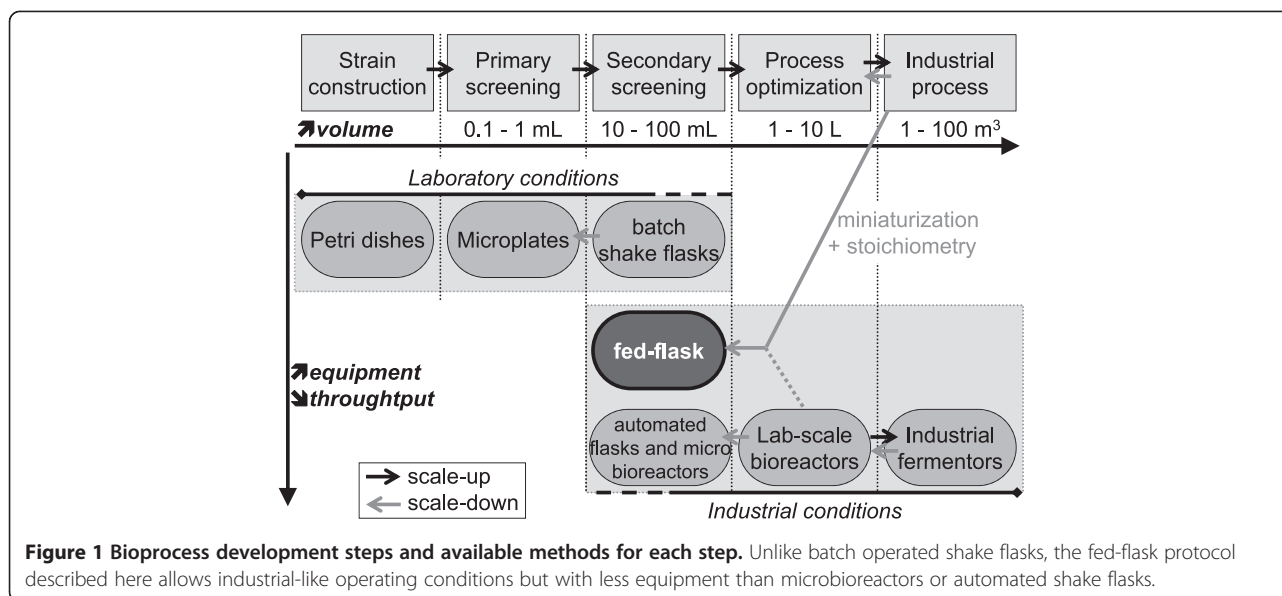 Strain construction
Primary screening
Secondary screening
Process optimization
Industrial process
↗volume
0.1 - 1 mL
10 - 100 mL
1 - 10 L
1 - 100 m³
Laboratory conditions
Petri dishes
Microplates
batch shake flasks
miniaturization + stoichiometry
fed-flask
↗equipment
↘throughtput
automated flasks and micro bioreactors
Lab-scale bioreactors
Industrial fermentors
scale-up
scale-down
Industrial conditions
Figure 1 Bioprocess development steps and available methods for each step. Unlike batch operated shake flasks, the fed-flask protocol
described here allows industrial-like operating conditions but with less equipment than microbioreactors or automated shake flasks.